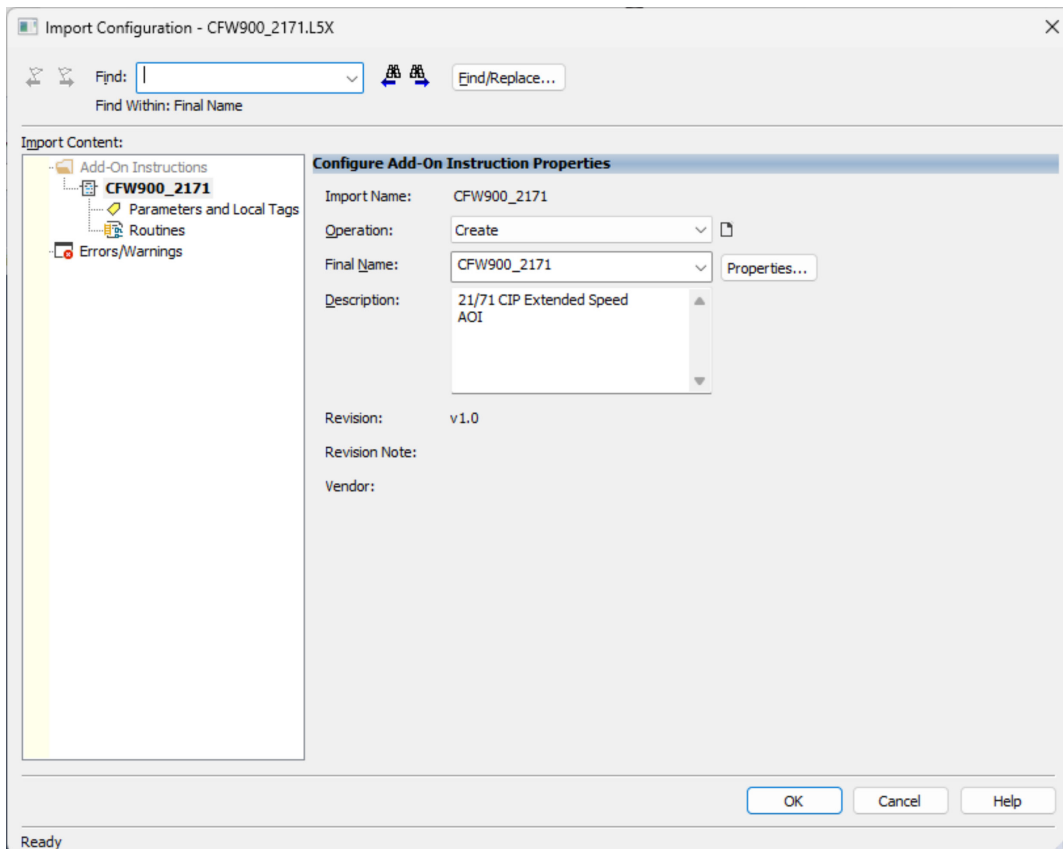 Import Configuration - CFW900_2171.L5X
Find:
Find/Replace...
Find Within: Final Name
Import Content:
Add-On Instructions
CFW900_2171
Parameters and Local Tags
Routines
Errors/Warnings
Configure Add-On Instruction Properties
Import Name: CFW900_2171
Operation: Create
Final Name: CFW900_2171 Properties...
Description: 21/71 CIP Extended Speed
AOI
Revision: v1.0
Revision Note:
Vendor:
OK Cancel Help
Ready